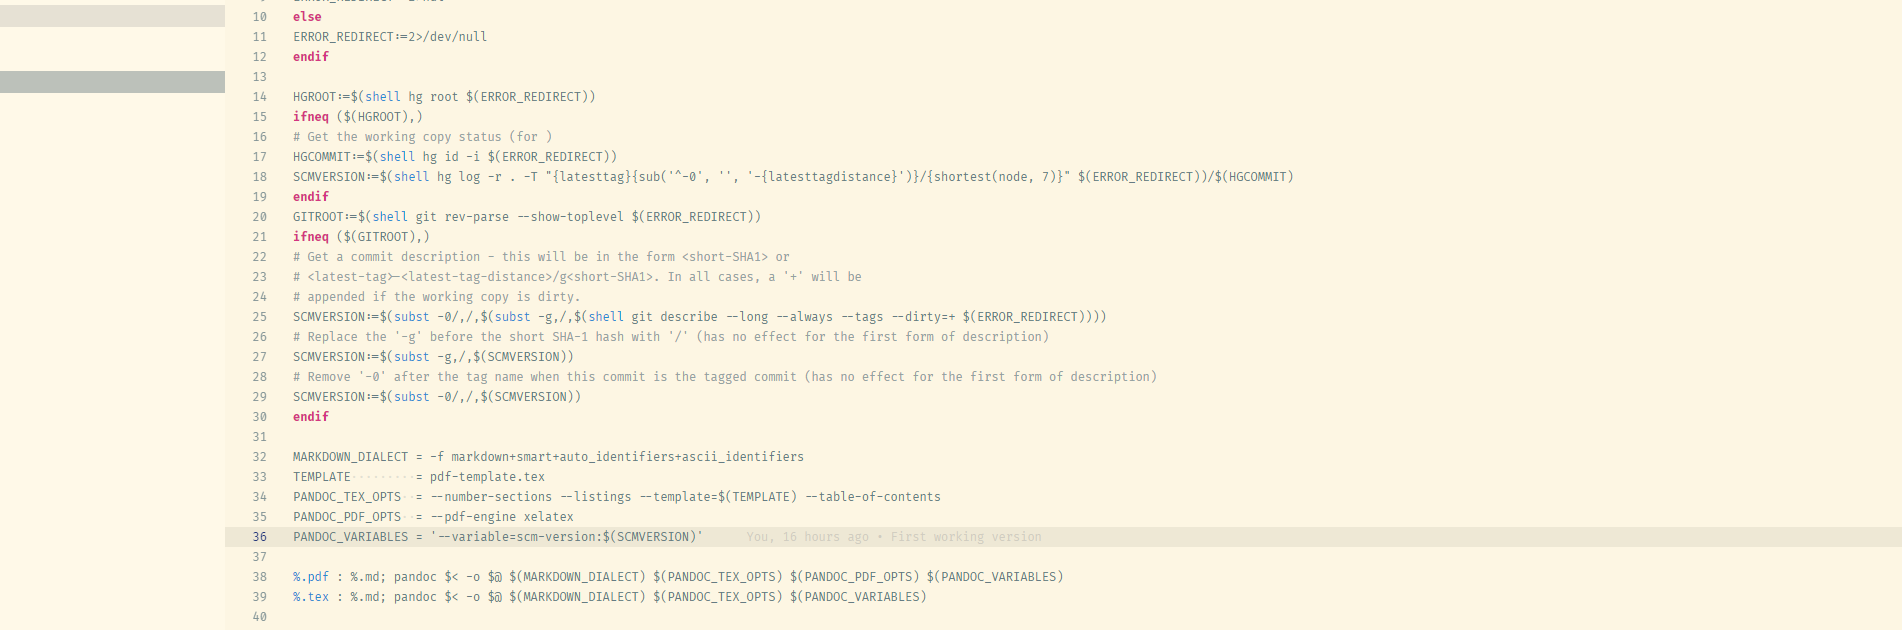 10 else
11 ERROR_REDIRECT:=2>/dev/null
12 endif
13
14 HGROOT:=$(shell hg root $(ERROR_REDIRECT))
15 ifneq ($(HGROOT),)
16 # Get the working copy status (for )
17 HGCOMMIT:=$(shell hg id -i $(ERROR_REDIRECT))
18 SCMVERSION:=$(shell hg log -r . -T "{latesttag}{sub('^-0', '', '-{latesttagdistance}')}/{shortest(node, 7)}" $(ERROR_REDIRECT))/$(HGCOMMIT)
19 endif
20 GITROOT:=$(shell git rev-parse --show-toplevel $(ERROR_REDIRECT))
21 ifneq ($(GITROOT),)
22 # Get a commit description - this will be in the form <short-SHA1> or
23 # <latest-tag>-<latest-tag-distance>/g<short-SHA1>. In all cases, a '+' will be
24 # appended if the working copy is dirty.
25 SCMVERSION:=$(subst -0/,/,$(subst -g,/,$(shell git describe --long --always --tags --dirty=+ $(ERROR_REDIRECT))))
26 # Replace the '-g' before the short SHA-1 hash with '/' (has no effect for the first form of description)
27 SCMVERSION:=$(subst -g,/,$(SCMVERSION))
28 # Remove '-0' after the tag name when this commit is the tagged commit (has no effect for the first form of description)
29 SCMVERSION:=$(subst -0/,/,$(SCMVERSION))
30 endif
31
32 MARKDOWN_DIALECT = -f markdown+smart+auto_identifiers+ascii_identifiers
33 TEMPLATE·········= pdf-template.tex
34 PANDOC_TEX_OPTS··= --number-sections --listings --template=$(TEMPLATE) --table-of-contents
35 PANDOC_PDF_OPTS··= --pdf-engine xelatex
36 PANDOC_VARIABLES = '--variable=scm-version:$(SCMVERSION)' You, 16 hours ago • First working version
37
38 %.pdf : %.md; pandoc $< -o $@ $(MARKDOWN_DIALECT) $(PANDOC_TEX_OPTS) $(PANDOC_PDF_OPTS) $(PANDOC_VARIABLES)
39 %.tex : %.md; pandoc $< -o $@ $(MARKDOWN_DIALECT) $(PANDOC_TEX_OPTS) $(PANDOC_VARIABLES)
40